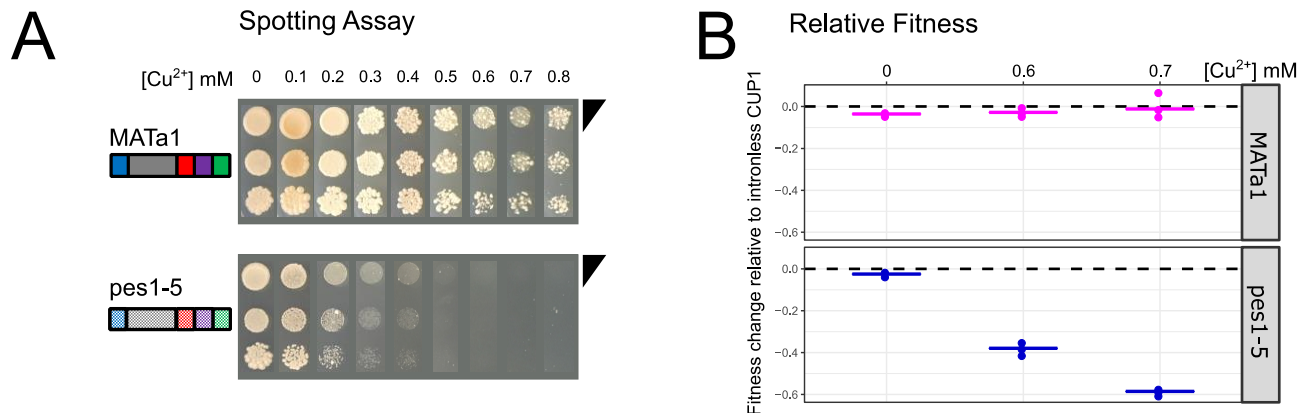 A
Spotting Assay
[Cu²⁺] mM 0 0.1 0.2 0.3 0.4 0.5 0.6 0.7 0.8
MATa1
pes1-5
B
Relative Fitness
0 0.6 0.7 [Cu²⁺] mM
Fitness change relative to intronless CUP1
0.0
−0.2
−0.4
−0.6
MATa1
0.0
−0.2
−0.4
−0.6
pes1-5